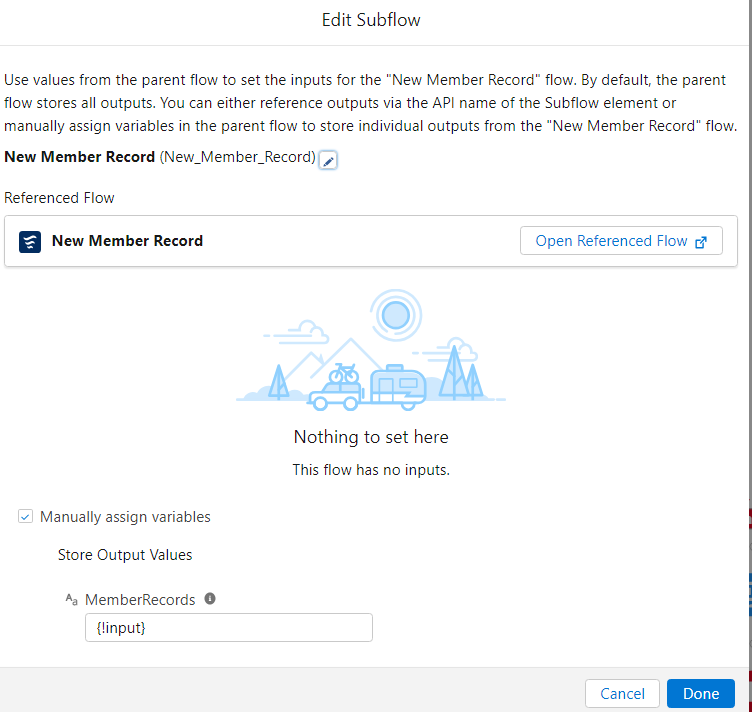 Edit Subflow
Use values from the parent flow to set the inputs for the "New Member Record" flow. By default, the parent
flow stores all outputs. You can either reference outputs via the API name of the Subflow element or
manually assign variables in the parent flow to store individual outputs from the "New Member Record" flow.
New Member Record (New_Member_Record)
Referenced Flow
New Member Record
Open Referenced Flow
Nothing to set here
This flow has no inputs.
Manually assign variables
Store Output Values
Aa MemberRecords
{!input}
Cancel
Done